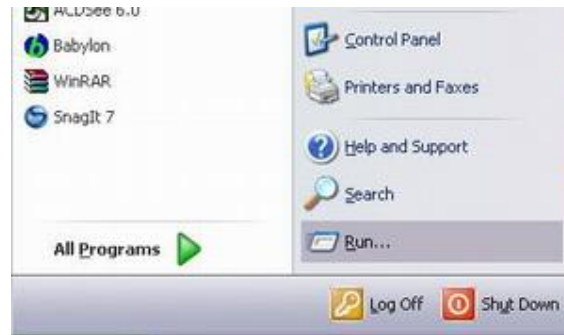 ACDSee 6.0
Babylon
WinRAR
SnagIt 7
All Programs
Control Panel
Printers and Faxes
Help and Support
Search
Run...
Log Off
Shut Down